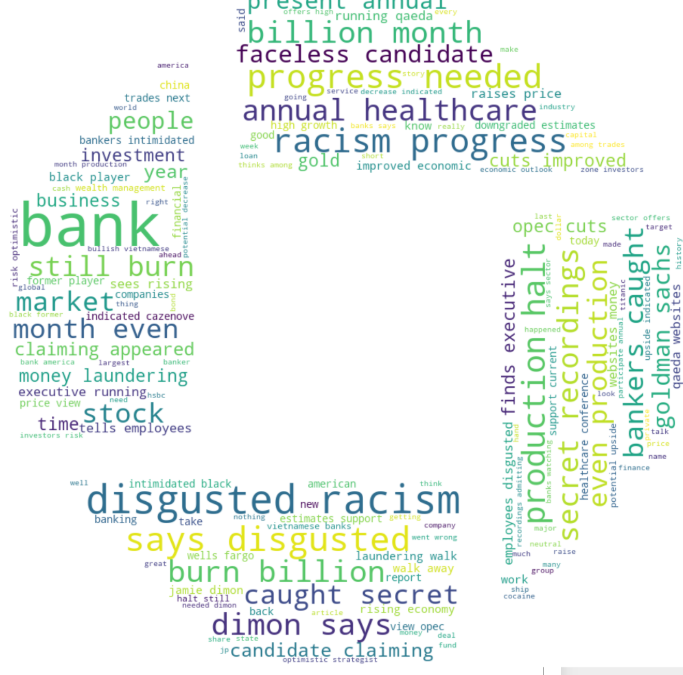 present annual
offers high
running qaeda
every
said
billion month
faceless candidate
make
progress needed
story
going
service
decrease indicated
raises price
annual healthcare
industry
high growth
banks says
know
really
downgraded estimates
capital
good
racism progress
among trades
week
loan
thinks among
gold
short
improved economic
cuts improved
economic outlook
zone investors
america
china
trades next
world
people
bankers intimidated
investment
month production
black player
year
cash
wealth management
business
right
financial
potential decrease
bank
risk optimistic
bullish vietnamese
ahead
still burn
former player
sees rising
global
market
companies
thing
bond
black former
indicated cazenove
month even
claiming appeared
bank america
largest
banker
money laundering
executive running
hsbc
need
price view
stock
time
tells employees
investors risk
last
dollar
sector offers
opec cuts
target
today
made
history
finds executive
production halt
says sector
happened
secret recordings
even production
websites money
titanic
participate annual
upside indicated
bankers caught
goldman sachs
qaeda websites
support current
healthcare conference
look
potential upside
employees disgusted
hand
recordings admitting
banks watching
private
price
talk
name
finance
major
neutral
raise
much
many
group
work
ship
cocaine
well
intimidated black
american
think
disgusted racism
new
banking
take
nothing
estimates support
getting
vietnamese banks
company
says disgusted
went wrong
great
wells fargo
laundering walk
burn billion
walk away
report
jamie dimon
halt still
caught secret
needed dimon
back
article
rising economy
dimon says
view opec
share state
money
deal
jp
candidate claiming
fund
optimistic strategist